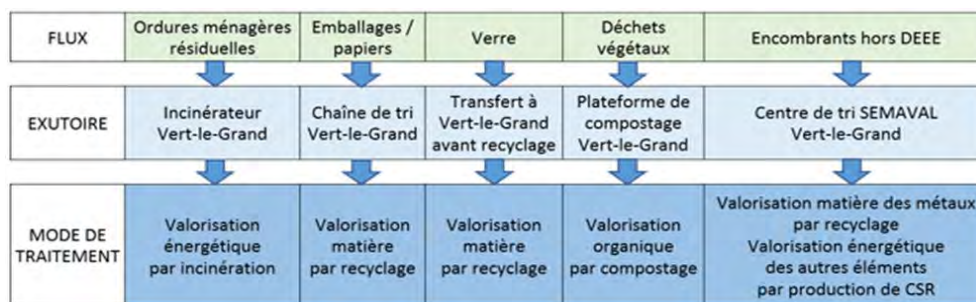 FLUX
Ordures ménagères
résiduelles
Emballages /
papiers
Verre
Déchets
végétaux
Encombrants hors DEEE
EXUTOIRE
Incinérateur
Vert-le-Grand
Chaîne de tri
Vert-le-Grand
Transfert à
Vert-le-Grand
avant recyclage
Plateforme de
compostage
Vert-le-Grand
Centre de tri SEMAVAL
Vert-le-Grand
MODE DE
TRAITEMENT
Valorisation
énergétique
par incinération
Valorisation
matière
par recyclage
Valorisation
matière
par recyclage
Valorisation
organique
par compostage
Valorisation matière des métaux
par recyclage
Valorisation énergétique
des autres éléments
par production de CSR